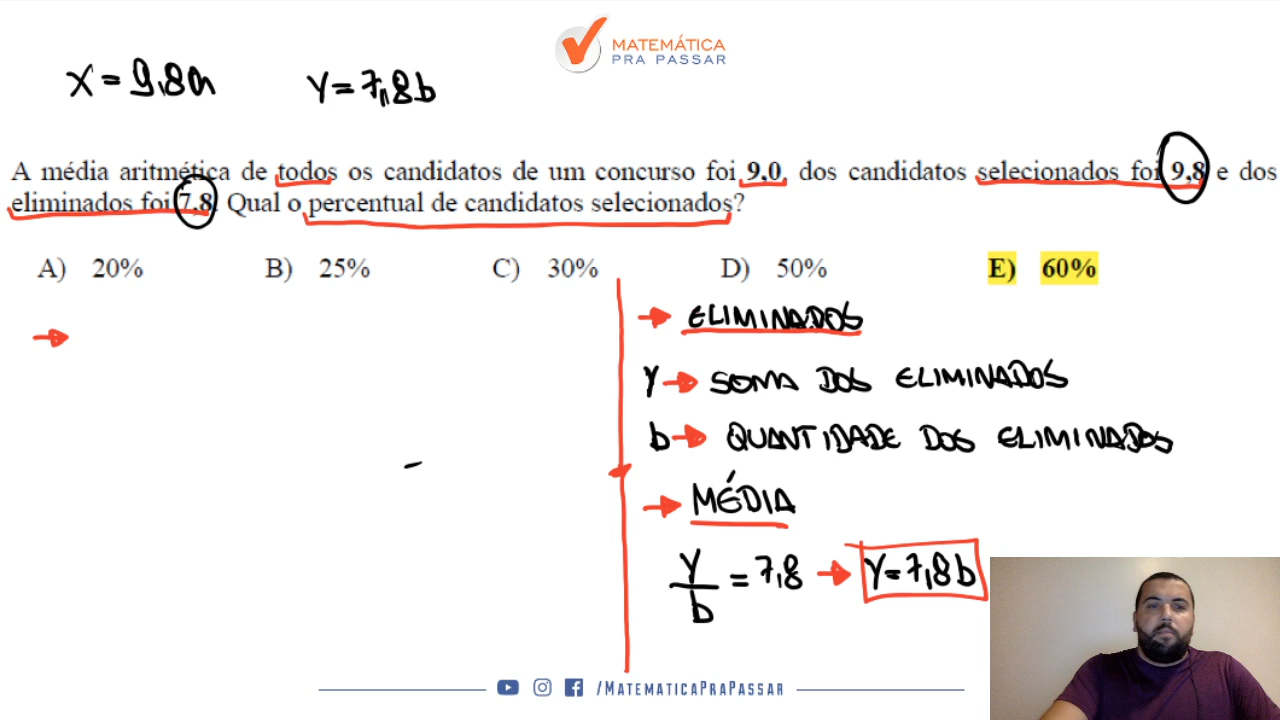 MATEMÁTICA
PRA PASSAR
X = 9,8a
Y = 7,8b
A média aritmética de todos os candidatos de um concurso foi 9,0, dos candidatos selecionados foi 9,8 e dos
eliminados foi 7,8. Qual o percentual de candidatos selecionados?
A) 20% B) 25% C) 30% D) 50% E) 60%
→ ELIMINADOS
Y → SOMA DOS ELIMINADOS
b → QUANTIDADE DOS ELIMINADOS
→ MÉDIA
Y/b = 7,8 → Y = 7,8b
/MATEMATICAPRAPASSAR